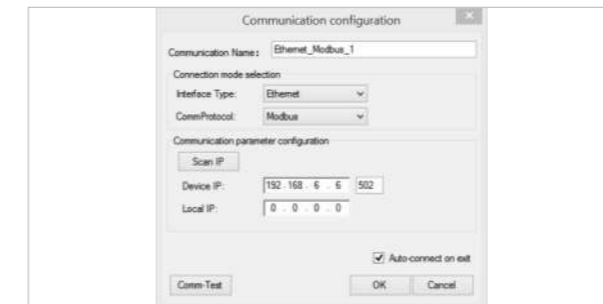 Communication configuration
Communication Name: Ethernet_Modbus_1
Connection mode selection
Interface Type: Ethernet
CommProtocol: Modbus
Communication parameter configuration
Scan IP
Device IP: 192 . 168 . 6 . 6 502
Local IP: 0 . 0 . 0 . 0
Auto-connect on exit
Comm-Test OK Cancel